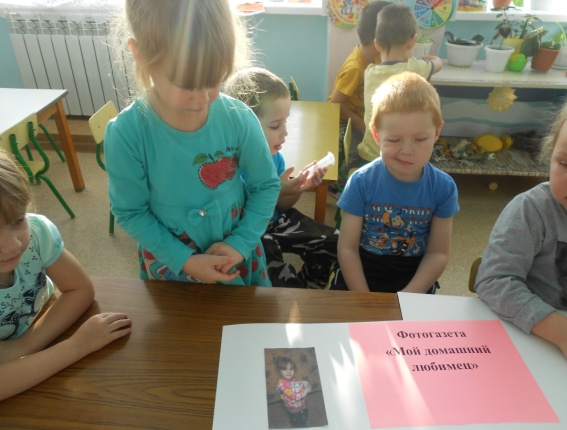 Фотогазета
«Мой домашний
любимец»